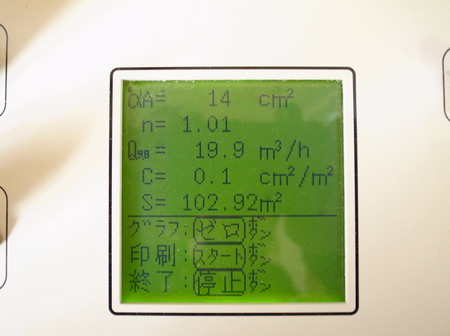 αA= 14 cm²
n= 1.01
Q9.8= 19.9 m³/h
C= 0.1 cm²/m²
S= 102.92m²
グラフ:ゼロボタン
印刷:スタートボタン
終了:停止ボタン